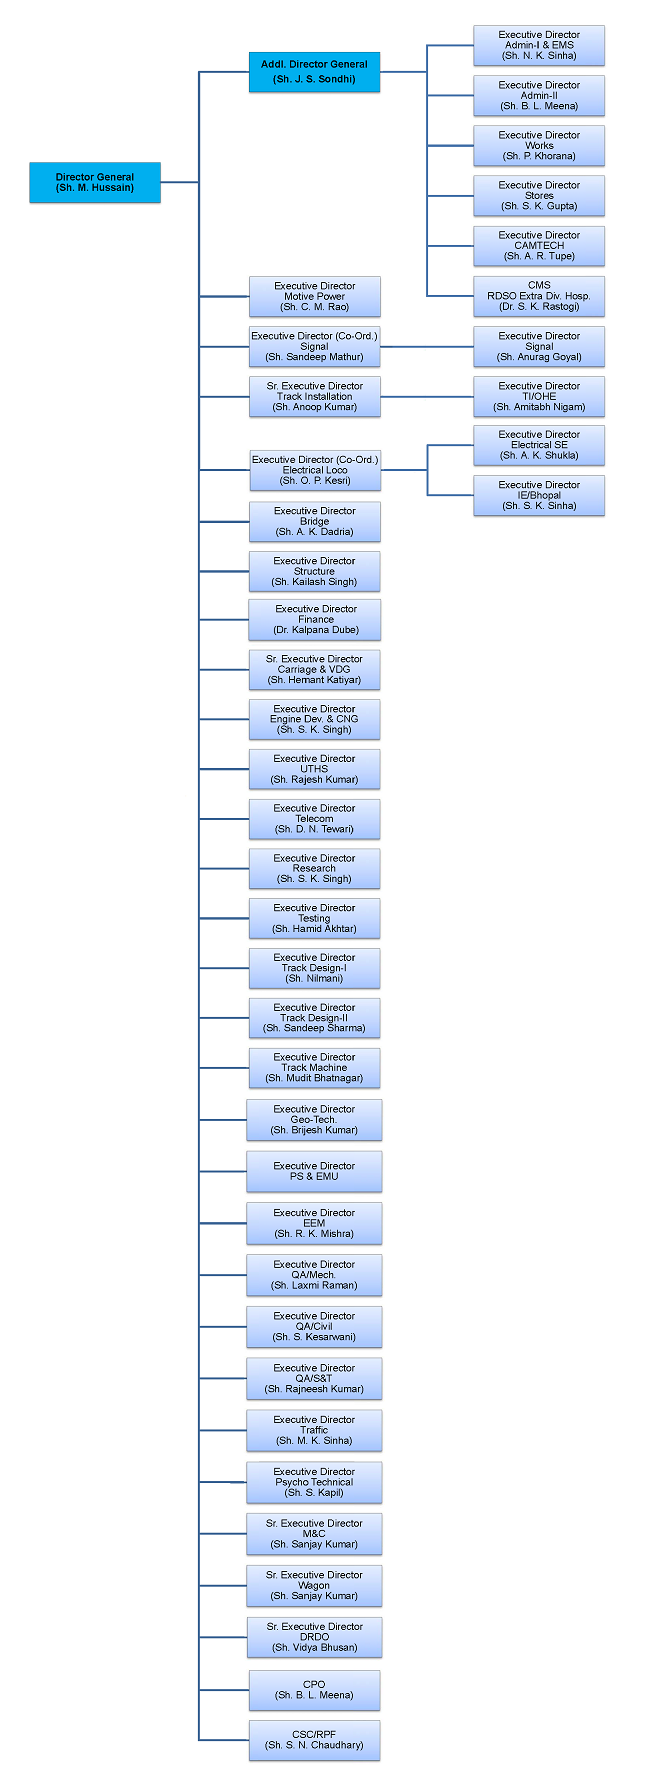 Director General
(Sh. M. Hussain)
Addl. Director General
(Sh. J. S. Sondhi)
Executive Director
Admin-I & EMS
(Sh. N. K. Sinha)
Executive Director
Admin-II
(Sh. B. L. Meena)
Executive Director
Works
(Sh. P. Khorana)
Executive Director
Stores
(Sh. S. K. Gupta)
Executive Director
CAMTECH
(Sh. A. R. Tupe)
CMS
RDSO Extra Div. Hosp.
(Dr. S. K. Rastogi)
Executive Director
Motive Power
(Sh. C. M. Rao)
Executive Director (Co-Ord.)
Signal
(Sh. Sandeep Mathur)
Executive Director
Signal
(Sh. Anurag Goyal)
Sr. Executive Director
Track Installation
(Sh. Anoop Kumar)
Executive Director
TI/OHE
(Sh. Amitabh Nigam)
Executive Director (Co-Ord.)
Electrical Loco
(Sh. O. P. Kesri)
Executive Director
Electrical SE
(Sh. A. K. Shukla)
Executive Director
IE/Bhopal
(Sh. S. K. Sinha)
Executive Director
Bridge
(Sh. A. K. Dadria)
Executive Director
Structure
(Sh. Kailash Singh)
Executive Director
Finance
(Dr. Kalpana Dube)
Sr. Executive Director
Carriage & VDG
(Sh. Hemant Katiyar)
Executive Director
Engine Dev. & CNG
(Sh. S. K. Singh)
Executive Director
UTHS
(Sh. Rajesh Kumar)
Executive Director
Telecom
(Sh. D. N. Tewari)
Executive Director
Research
(Sh. S. K. Singh)
Executive Director
Testing
(Sh. Hamid Akhtar)
Executive Director
Track Design-I
(Sh. Nilmani)
Executive Director
Track Design-II
(Sh. Sandeep Sharma)
Executive Director
Track Machine
(Sh. Mudit Bhatnagar)
Executive Director
Geo-Tech.
(Sh. Brijesh Kumar)
Executive Director
PS & EMU
Executive Director
EEM
(Sh. R. K. Mishra)
Executive Director
QA/Mech.
(Sh. Laxmi Raman)
Executive Director
QA/Civil
(Sh. S. Kesarwani)
Executive Director
QA/S&T
(Sh. Rajneesh Kumar)
Executive Director
Traffic
(Sh. M. K. Sinha)
Executive Director
Psycho Technical
(Sh. S. Kapil)
Sr. Executive Director
M&C
(Sh. Sanjay Kumar)
Sr. Executive Director
Wagon
(Sh. Sanjay Kumar)
Sr. Executive Director
DRDO
(Sh. Vidya Bhusan)
CPO
(Sh. B. L. Meena)
CSC/RPF
(Sh. S. N. Chaudhary)